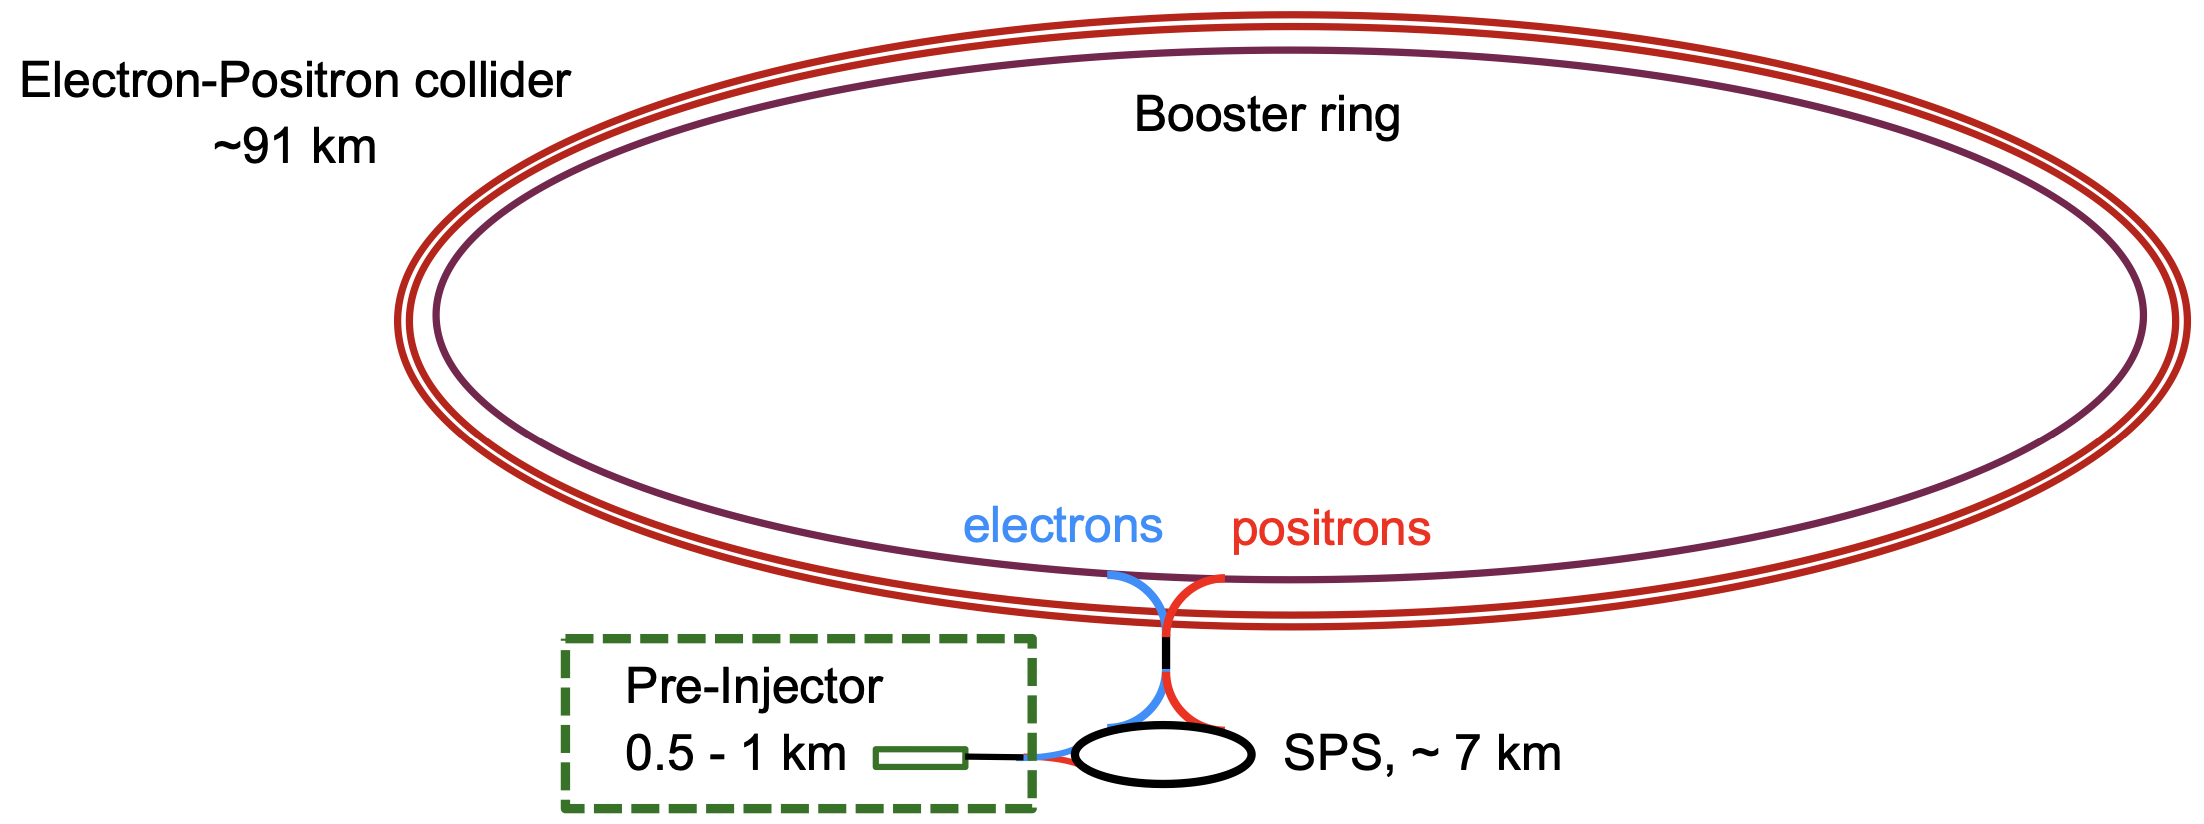 Electron-Positron collider
~91 km
Booster ring
electrons
positrons
Pre-Injector
0.5 - 1 km
SPS, ~ 7 km